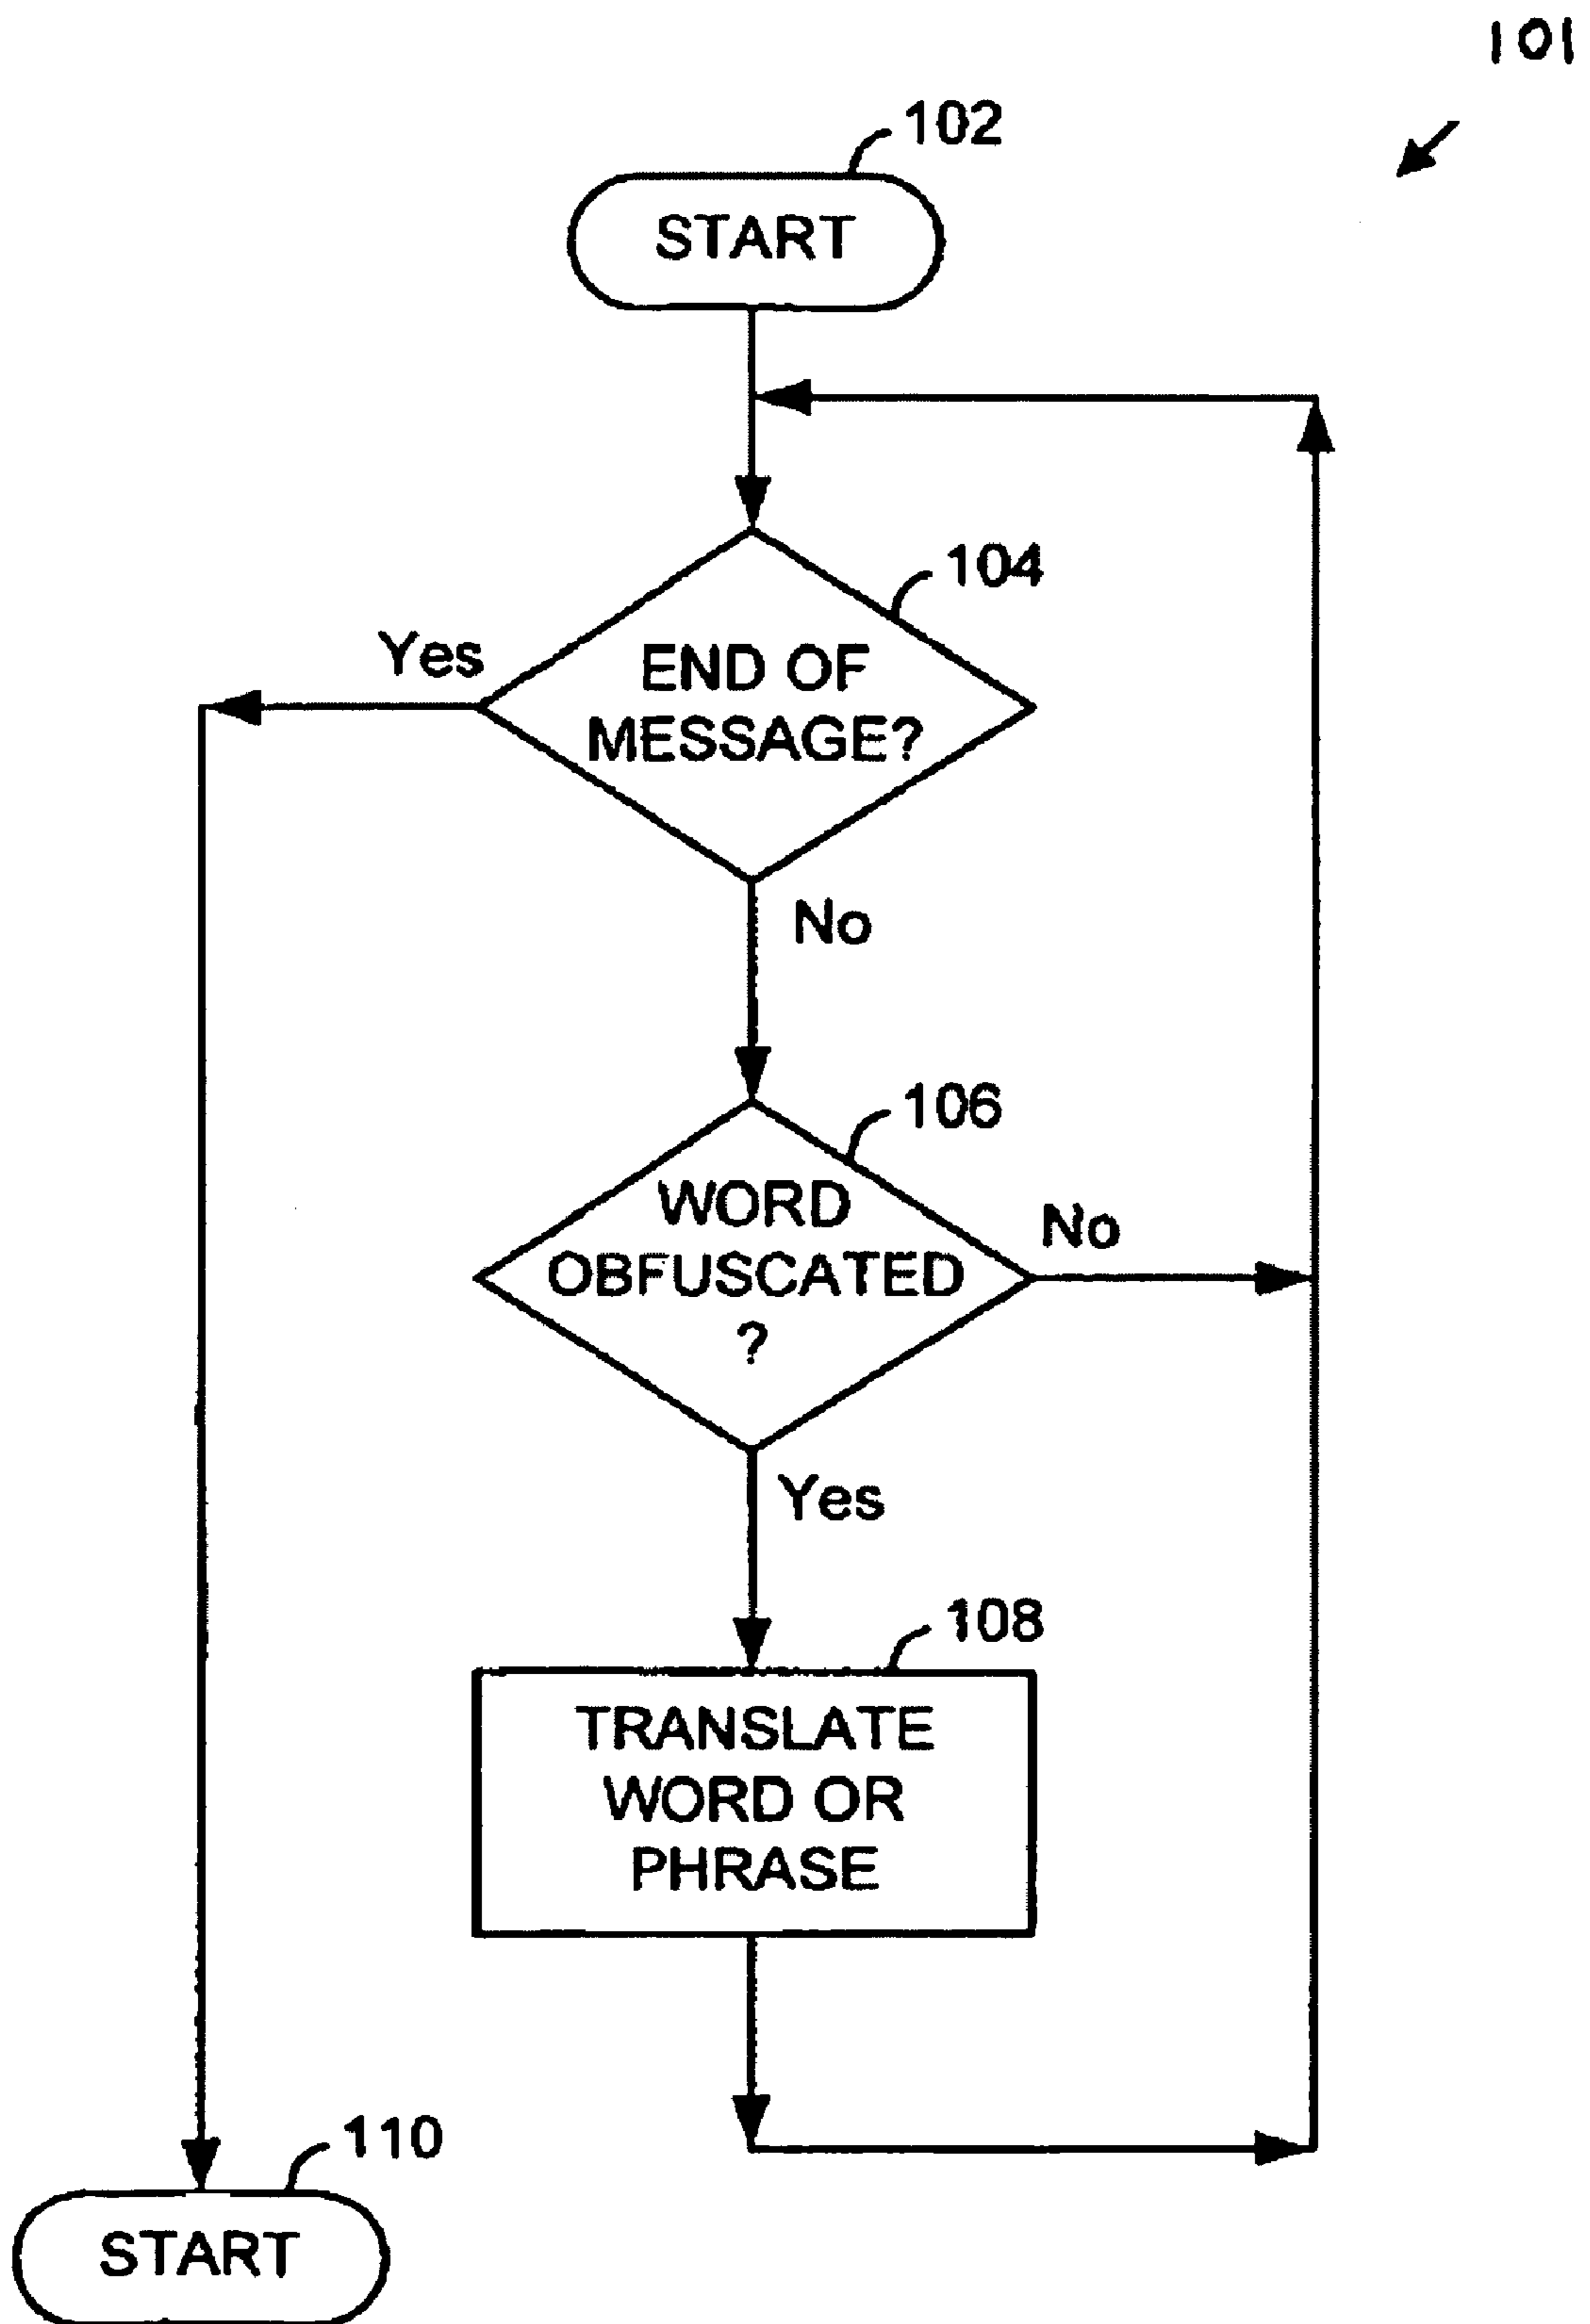 101
102
START
104
Yes
END OF
MESSAGE?
No
106
WORD
OBFUSCATED
?
No
Yes
108
TRANSLATE
WORD OR
PHRASE
110
START